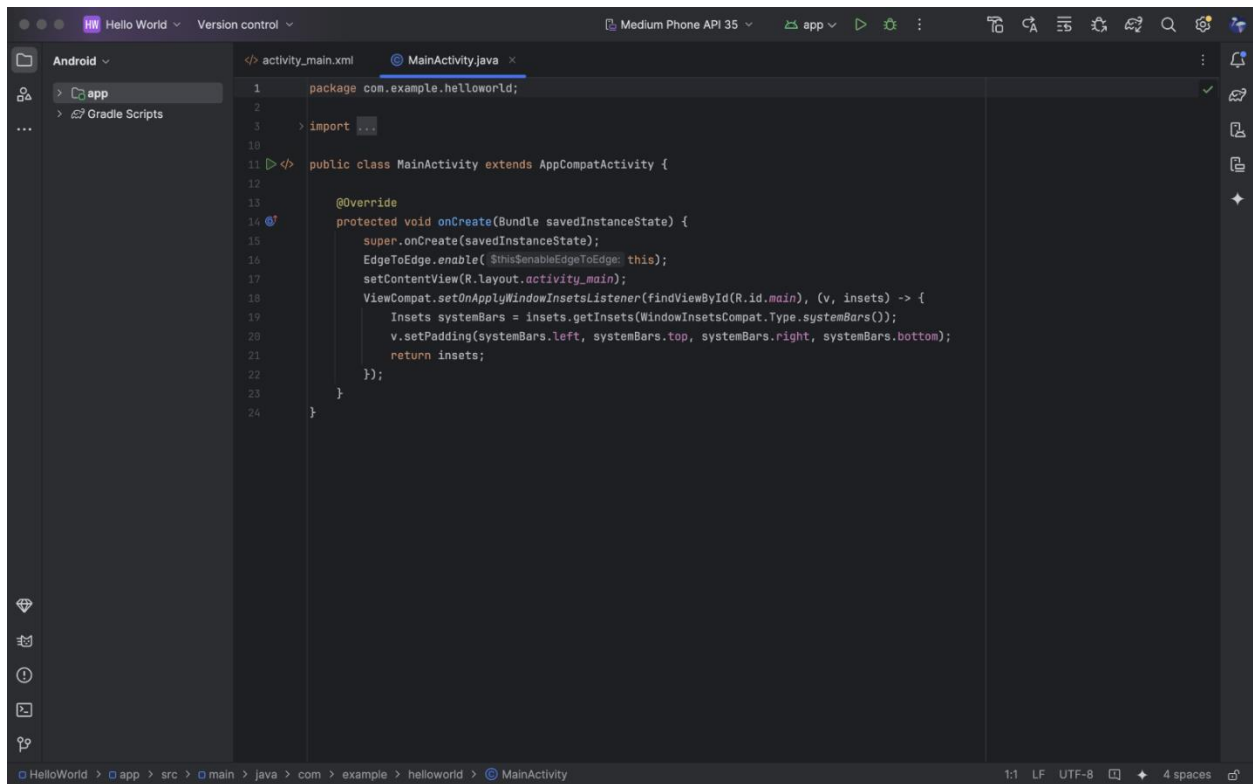 HW Hello World Version control Medium Phone API 35 app
Android
app
Gradle Scripts
activity_main.xml MainActivity.java
1 package com.example.helloworld;
2
3 import ...
10
11 public class MainActivity extends AppCompatActivity {
12
13 @Override
14 protected void onCreate(Bundle savedInstanceState) {
15 super.onCreate(savedInstanceState);
16 EdgeToEdge.enable( $this$enableEdgeToEdge: this);
17 setContentView(R.layout.activity_main);
18 ViewCompat.setOnApplyWindowInsetsListener(findViewById(R.id.main), (v, insets) -> {
19 Insets systemBars = insets.getInsets(WindowInsetsCompat.Type.systemBars());
20 v.setPadding(systemBars.left, systemBars.top, systemBars.right, systemBars.bottom);
21 return insets;
22 });
23 }
24 }
HelloWorld > app > src > main > java > com > example > helloworld > MainActivity 1:1 LF UTF-8 4 spaces